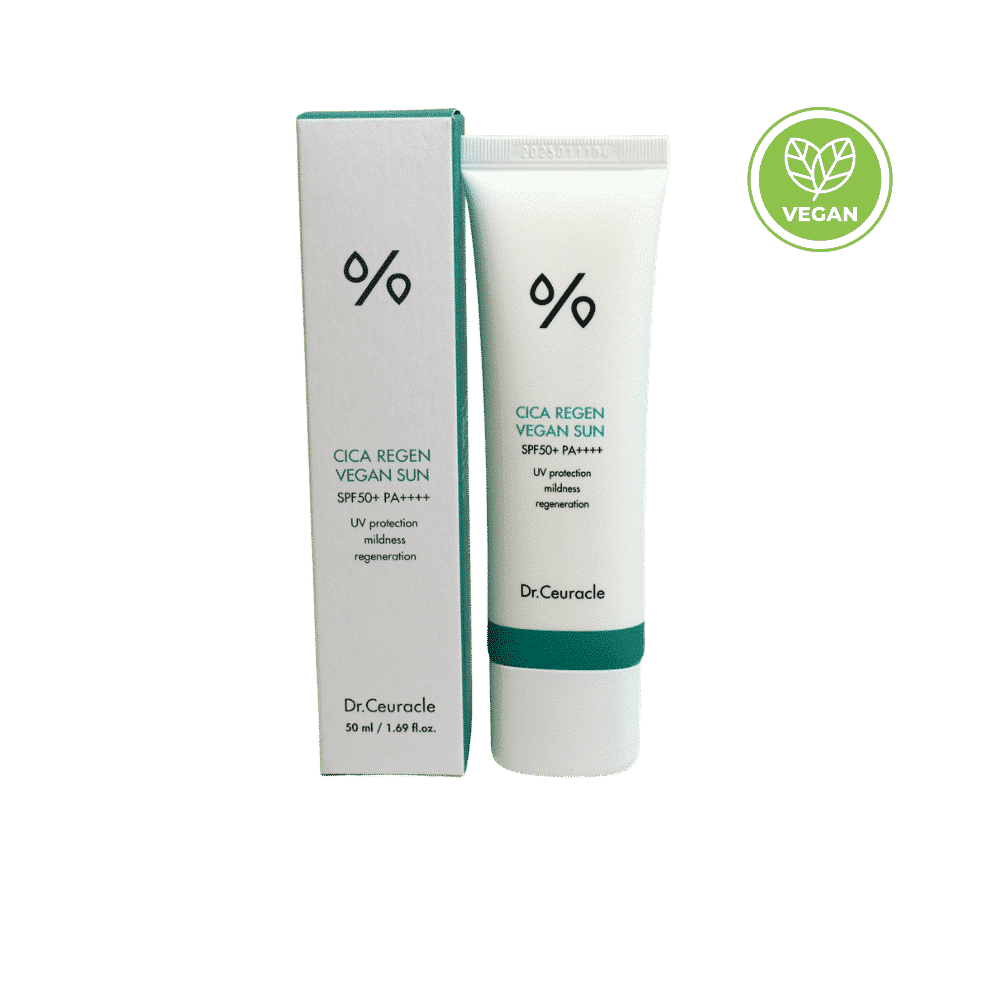 %
CICA REGEN
VEGAN SUN
SPF50+ PA++++
UV protection
mildness
regeneration
Dr.Ceuracle
50 ml / 1.69 fl.oz.
%
CICA REGEN
VEGAN SUN
SPF50+ PA++++
UV protection
mildness
regeneration
Dr.Ceuracle
VEGAN